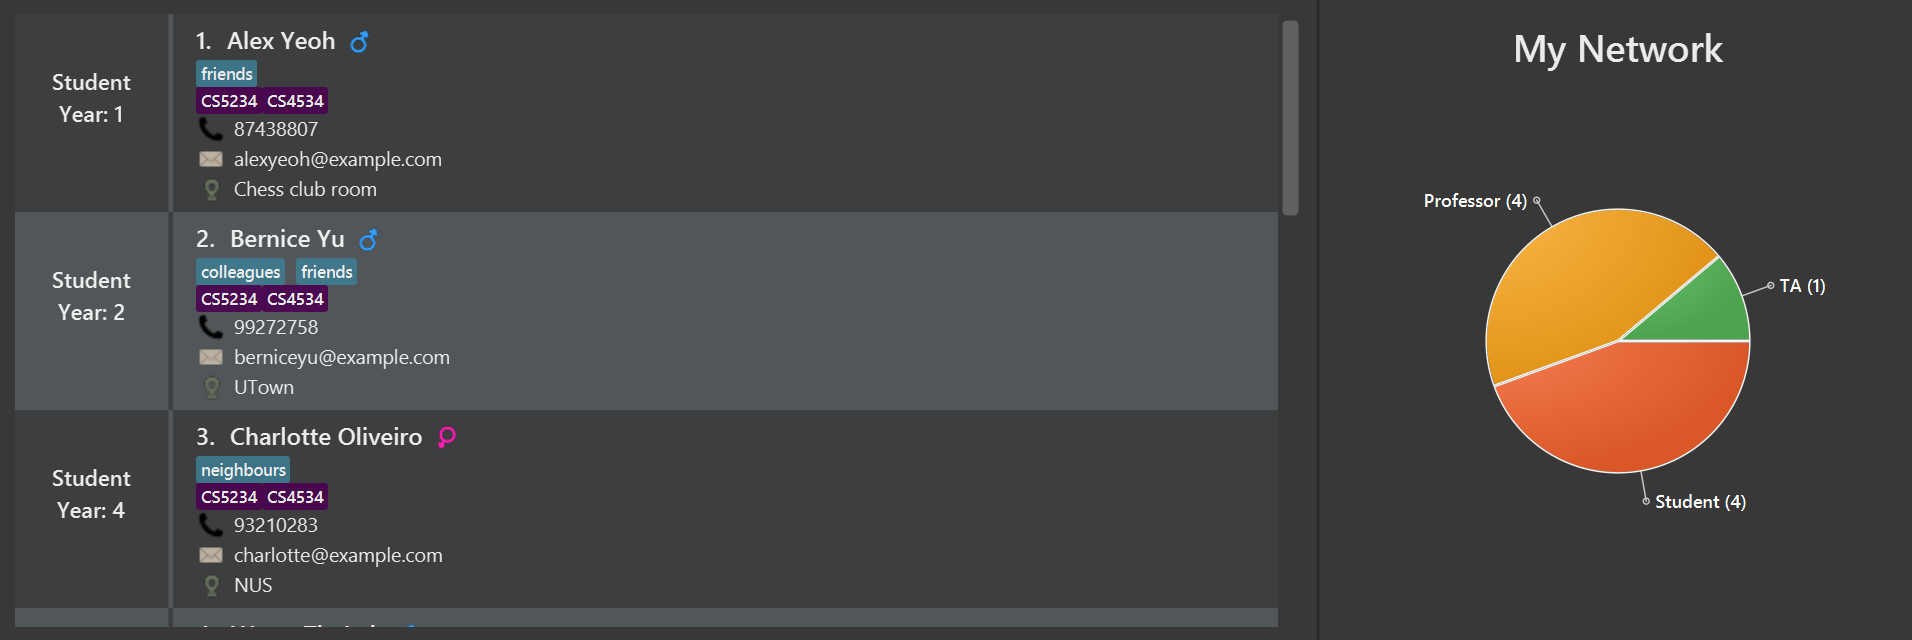 Student
Year: 1
1. Alex Yeoh
friends
CS5234 CS4534
87438807
alexyeoh@example.com
Chess club room
Student
Year: 2
2. Bernice Yu
colleagues friends
CS5234 CS4534
99272758
berniceyu@example.com
UTown
Student
Year: 4
3. Charlotte Oliveiro
neighbours
CS5234 CS4534
93210283
charlotte@example.com
NUS
My Network
Professor (4)
TA (1)
Student (4)